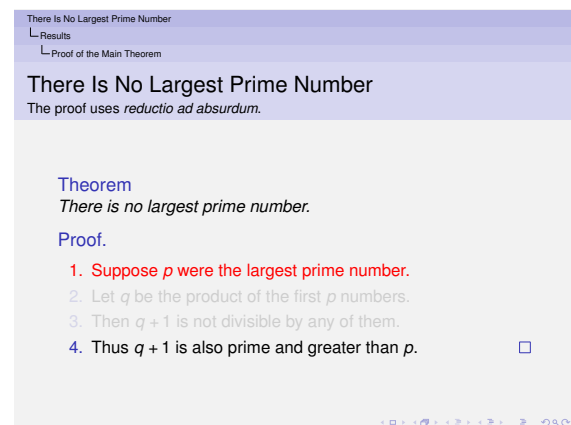 There Is No Largest Prime Number
Results
Proof of the Main Theorem
There Is No Largest Prime Number
The proof uses reductio ad absurdum.
Theorem
There is no largest prime number.
Proof.
1. Suppose p were the largest prime number.
2. Let q be the product of the first p numbers.
3. Then q + 1 is not divisible by any of them.
4. Thus q + 1 is also prime and greater than p. □